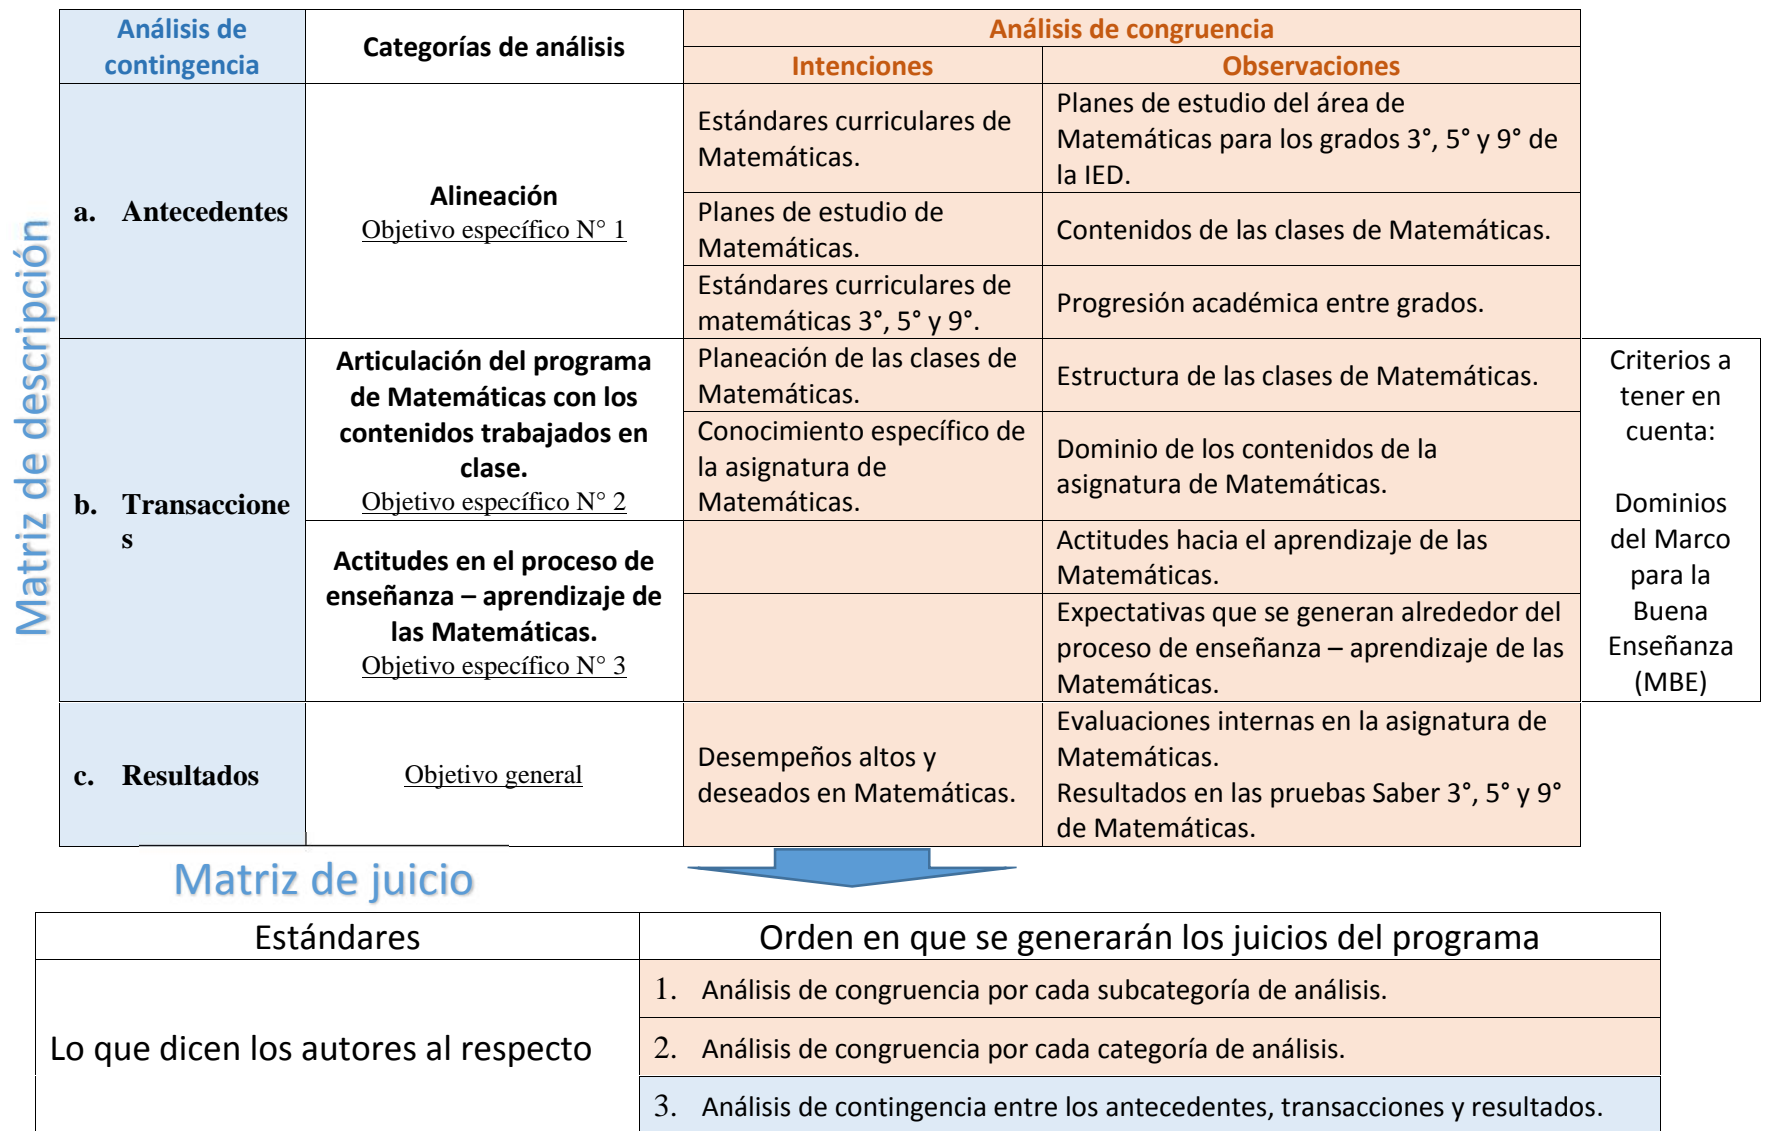 Análisis de
contingencia
Categorías de análisis
Análisis de congruencia
Intenciones
Observaciones
Matriz de descripción
a. Antecedentes
Alineación
Objetivo específico N° 1
Estándares curriculares de
Matemáticas.
Planes de estudio del área de
Matemáticas para los grados 3°, 5° y 9° de
la IED.
Planes de estudio de
Matemáticas.
Contenidos de las clases de Matemáticas.
Estándares curriculares de
matemáticas 3°, 5° y 9°.
Progresión académica entre grados.
b. Transaccione
s
Articulación del programa
de Matemáticas con los
contenidos trabajados en
clase.
Objetivo específico N° 2
Planeación de las clases de
Matemáticas.
Estructura de las clases de Matemáticas.
Conocimiento específico de
la asignatura de
Matemáticas.
Dominio de los contenidos de la
asignatura de Matemáticas.
Actitudes en el proceso de
enseñanza – aprendizaje de
las Matemáticas.
Objetivo específico N° 3
Actitudes hacia el aprendizaje de las
Matemáticas.
Expectativas que se generan alrededor del
proceso de enseñanza – aprendizaje de las
Matemáticas.
Criterios a
tener en
cuenta:
Dominios
del Marco
para la
Buena
Enseñanza
(MBE)
c. Resultados
Objetivo general
Desempeños altos y
deseados en Matemáticas.
Evaluaciones internas en la asignatura de
Matemáticas.
Resultados en las pruebas Saber 3°, 5° y 9°
de Matemáticas.
Matriz de juicio
Estándares
Orden en que se generarán los juicios del programa
Lo que dicen los autores al respecto
1. Análisis de congruencia por cada subcategoría de análisis.
2. Análisis de congruencia por cada categoría de análisis.
3. Análisis de contingencia entre los antecedentes, transacciones y resultados.